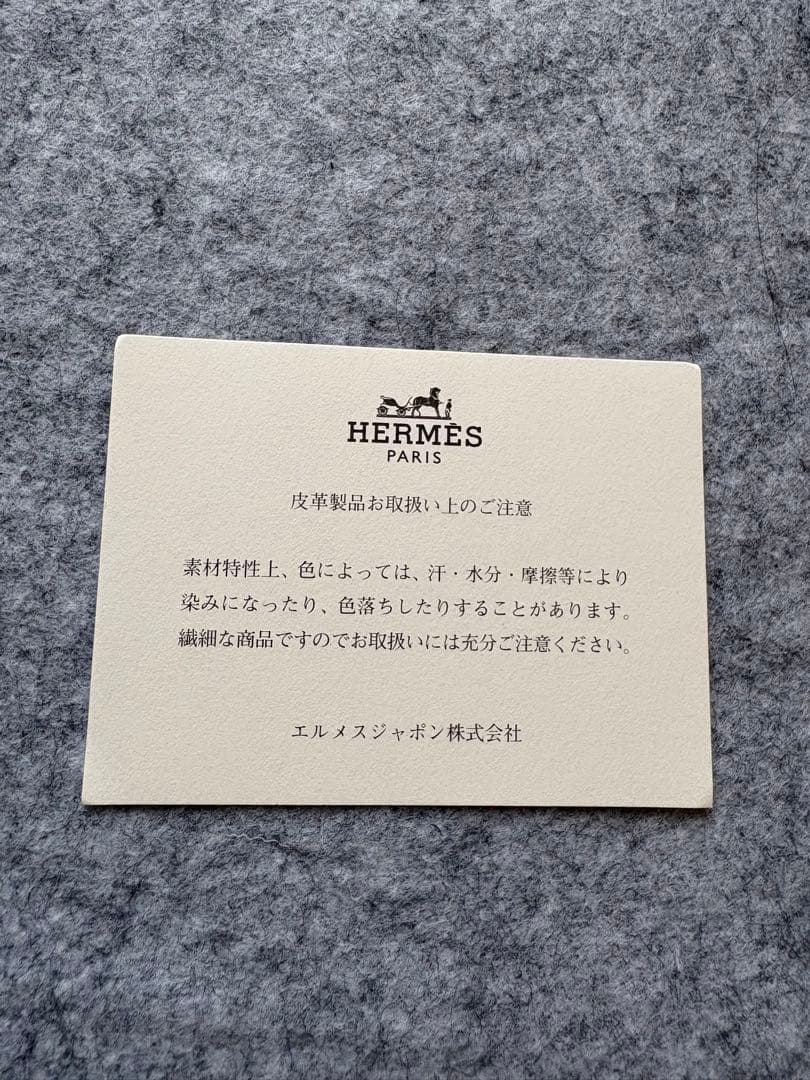 HERMÈS
PARIS
皮革製品お取扱い上のご注意
素材特性上、色によっては、汗・水分・摩擦等により
染みになったり、色落ちしたりすることがあります。
繊細な商品ですのでお取扱いには充分ご注意ください。
エルメスジャポン株式会社